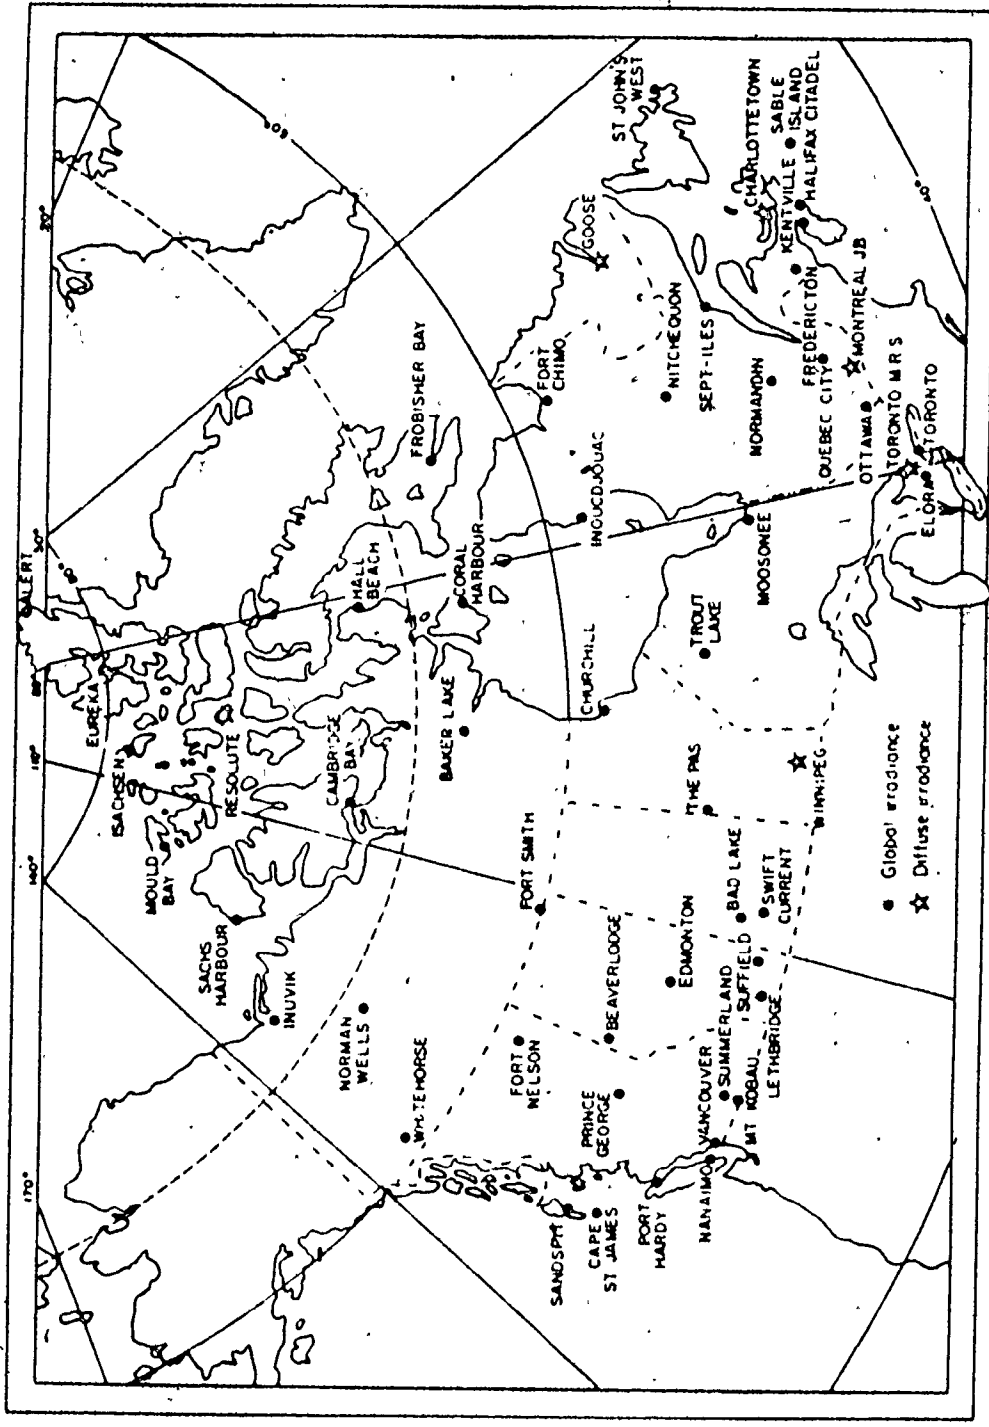 170°
140°
110°
80°
50°
20°
60
40°
ALERT
EUREKA
ISACHSEN
RESOLUTE
MOULD
BAY
SACHS
HARBOUR
INUVIK
CAMBRIDGE
BAY
HALL
BEACH
NORMAN
WELLS
WHITEHORSE
BAKER LAKE
CORAL
HARBOUR
FROBISHER BAY
FORT SMITH
FORT
NELSON
FORT
CHIMO
INOUCDJOUAC
CHURCHILL
BEAVERLODGE
PRINCE
GEORGE
SANDSPIT
CAPE
ST JAMES
PORT
HARDY
NANAIMO
VANCOUVER
SUMMERLAND
MT KOBAU
LETHBRIDGE
SUFFIELD
EDMONTON
BAD LAKE
SWIFT
CURRENT
THE PAS
WINNIPEG
TROUT
LAKE
MOOSONEE
NITCHEQUON
SEPT-ILES
NORMANDIN
GOOSE
ST JOHN'S
WEST
CHARLOTTETOWN
SABLE
ISLAND
KENTVILLE
HALIFAX CITADEL
FREDERICTON
QUEBEC CITY
MONTREAL JB
OTTAWA
TORONTO MRS
TORONTO
ELORA
Global irradiance
Diffuse irradiance